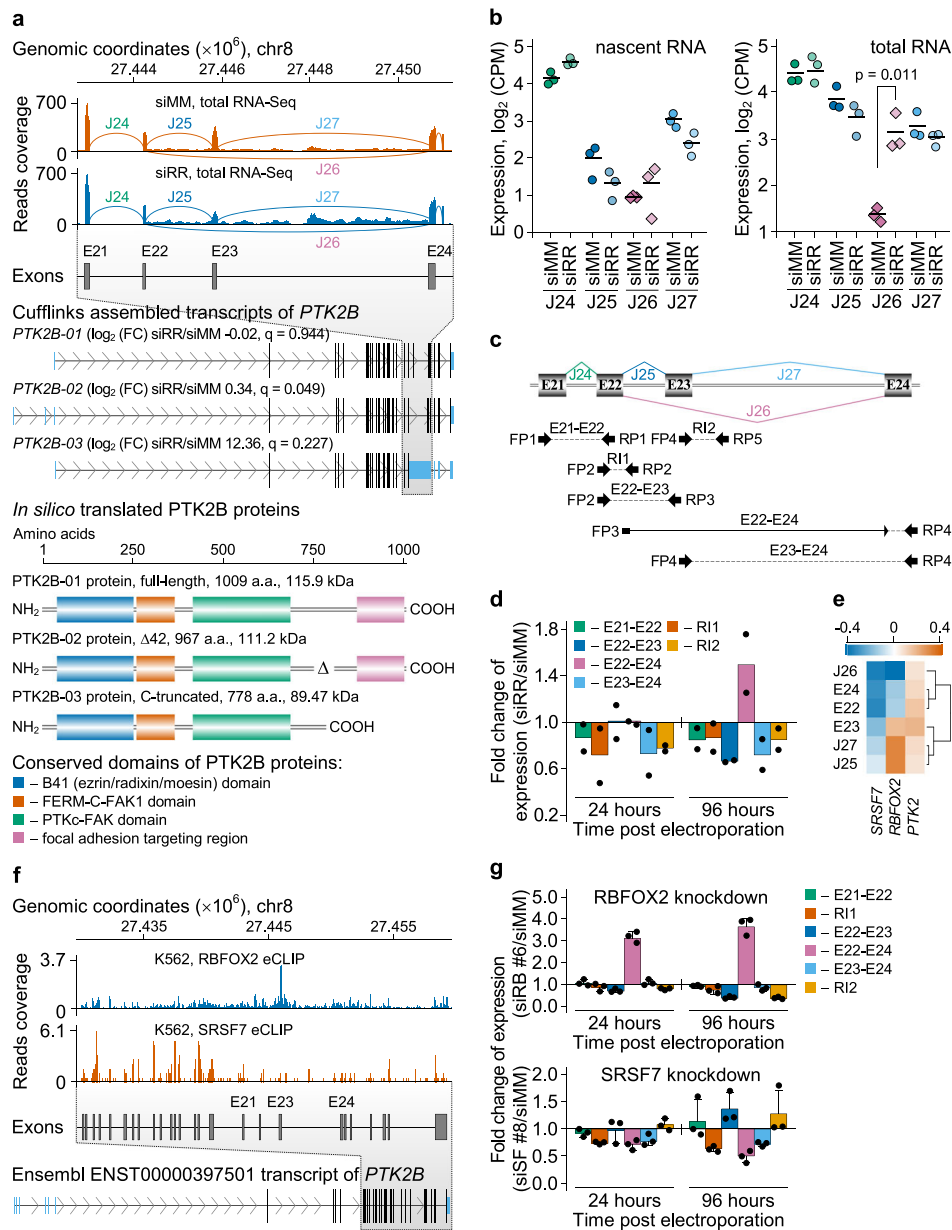 a
Genomic coordinates (×10⁶), chr8
27.444 27.446 27.448 27.450
Reads coverage
700
0
siMM, total RNA-Seq
J24 J25 J27
J26
700
0
siRR, total RNA-Seq
J24 J25 J27
J26
E21 E22 E23 E24
Exons
Cufflinks assembled transcripts of PTK2B
PTK2B-01 (log₂ (FC) siRR/siMM -0.02, q = 0.944)
PTK2B-02 (log₂ (FC) siRR/siMM 0.34, q = 0.049)
PTK2B-03 (log₂ (FC) siRR/siMM 12.36, q = 0.227)
In silico translated PTK2B proteins
Amino acids
1 250 500 750 1000
PTK2B-01 protein, full-length, 1009 a.a., 115.9 kDa
NH₂ COOH
PTK2B-02 protein, Δ42, 967 a.a., 111.2 kDa
NH₂ Δ COOH
PTK2B-03 protein, C-truncated, 778 a.a., 89.47 kDa
NH₂ COOH
Conserved domains of PTK2B proteins:
– B41 (ezrin/radixin/moesin) domain
– FERM-C-FAK1 domain
– PTKc-FAK domain
– focal adhesion targeting region
b
nascent RNA
Expression, log₂ (CPM)
5
4
3
2
1
0
siMM siRR siMM siRR siMM siRR siMM siRR
J24 J25 J26 J27
total RNA
p = 0.011
Expression, log₂ (CPM)
5
4
3
2
1
siMM siRR siMM siRR siMM siRR siMM siRR
J24 J25 J26 J27
c
J24 J25 J27
E21 E22 E23 E24
J26
FP1 E21-E22 RP1 FP4 RI2 RP5
FP2 RI1 RP2
FP2 E22-E23 RP3
FP3 E22-E24 RP4
FP4 E23-E24 RP4
d
Fold change of
expression (siRR/siMM)
1.8
1.4
1.0
0.6
0.2
– E21-E22 – RI1
– E22-E23 – RI2
– E22-E24
– E23-E24
24 hours 96 hours
Time post electroporation
e
-0.4 0.4
J26
E24
E22
E23
J27
J25
SRSF7 RBFOX2 PTK2
f
Genomic coordinates (×10⁶), chr8
27.435 27.445 27.455
Reads coverage
3.7
0
K562, RBFOX2 eCLIP
6.1
0
K562, SRSF7 eCLIP
E21 E23 E24
Exons
Ensembl ENST00000397501 transcript of PTK2B
g
RBFOX2 knockdown
Fold change of expression
(siRB #6/siMM)
5.0
4.0
3.0
2.0
1.0
1.0
0.5
0.0
24 hours 96 hours
Time post electroporation
– E21-E22
– RI1
– E22-E23
– E22-E24
– E23-E24
– RI2
SRSF7 knockdown
(siSF #8/siMM)
2.0
1.5
1.0
1.0
0.5
0.0
24 hours 96 hours
Time post electroporation